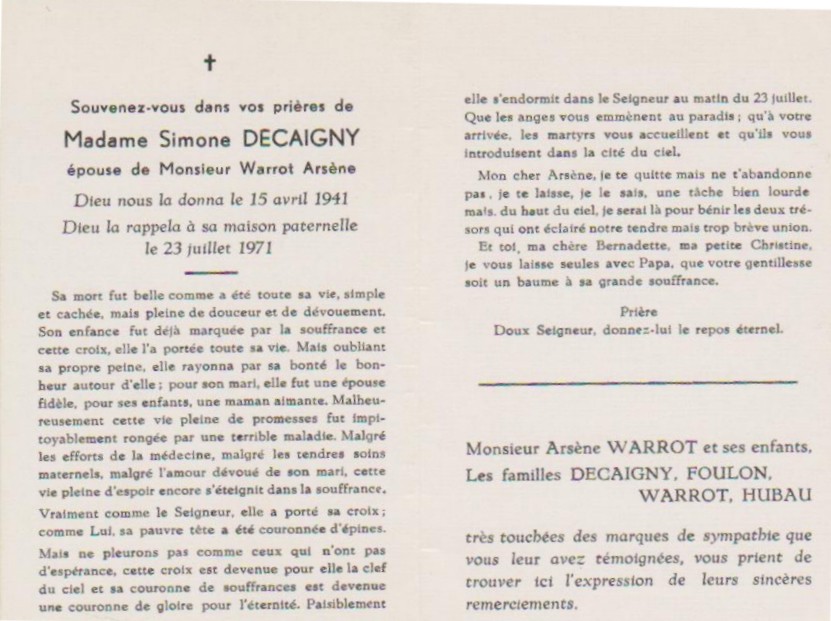 Souvenez-vous dans vos prières de
Madame Simone DECAIGNY
épouse de Monsieur Warrot Arsène
Dieu nous la donna le 15 avril 1941
Dieu la rappela à sa maison paternelle
le 23 juillet 1971
Sa mort fut belle comme a été toute sa vie, simple
et cachée, mais pleine de douceur et de dévouement.
Son enfance fut déjà marquée par la souffrance et
cette croix, elle l'a portée toute sa vie. Mais oubliant
sa propre peine, elle rayonna par sa bonté le bon-
heur autour d'elle ; pour son mari, elle fut une épouse
fidèle, pour ses enfants, une maman aimante. Malheu-
reusement cette vie pleine de promesses fut impi-
toyablement rongée par une terrible maladie. Malgré
les efforts de la médecine, malgré les tendres soins
maternels, malgré l'amour dévoué de son mari, cette
vie pleine d'espoir encore s'éteignit dans la souffrance.
Vraiment comme le Seigneur, elle a porté sa croix ;
comme Lui, sa pauvre tête a été couronnée d'épines.
Mais ne pleurons pas comme ceux qui n'ont pas
d'espérance, cette croix est devenue pour elle la clef
du ciel et sa couronne de souffrances est devenue
une couronne de gloire pour l'éternité. Paisiblement
elle s'endormit dans le Seigneur au matin du 23 juillet.
Que les anges vous emmènent au paradis ; qu'à votre
arrivée, les martyrs vous accueillent et qu'ils vous
introduisent dans la cité du ciel.
Mon cher Arsène, je te quitte mais ne t'abandonne
pas, je te laisse, je le sais, une tâche bien lourde
mais. du haut du ciel, je serai là pour bénir les deux tré-
sors qui ont éclairé notre tendre mais trop brève union.
Et toi, ma chère Bernadette, ma petite Christine,
je vous laisse seules avec Papa, que votre gentillesse
soit un baume à sa grande souffrance.
Prière
Doux Seigneur, donnez-lui le repos éternel.
Monsieur Arsène WARROT et ses enfants,
Les familles DECAIGNY, FOULON,
WARROT, HUBAU
très touchées des marques de sympathie que
vous leur avez témoignées, vous prient de
trouver ici l'expression de leurs sincères
remerciements.